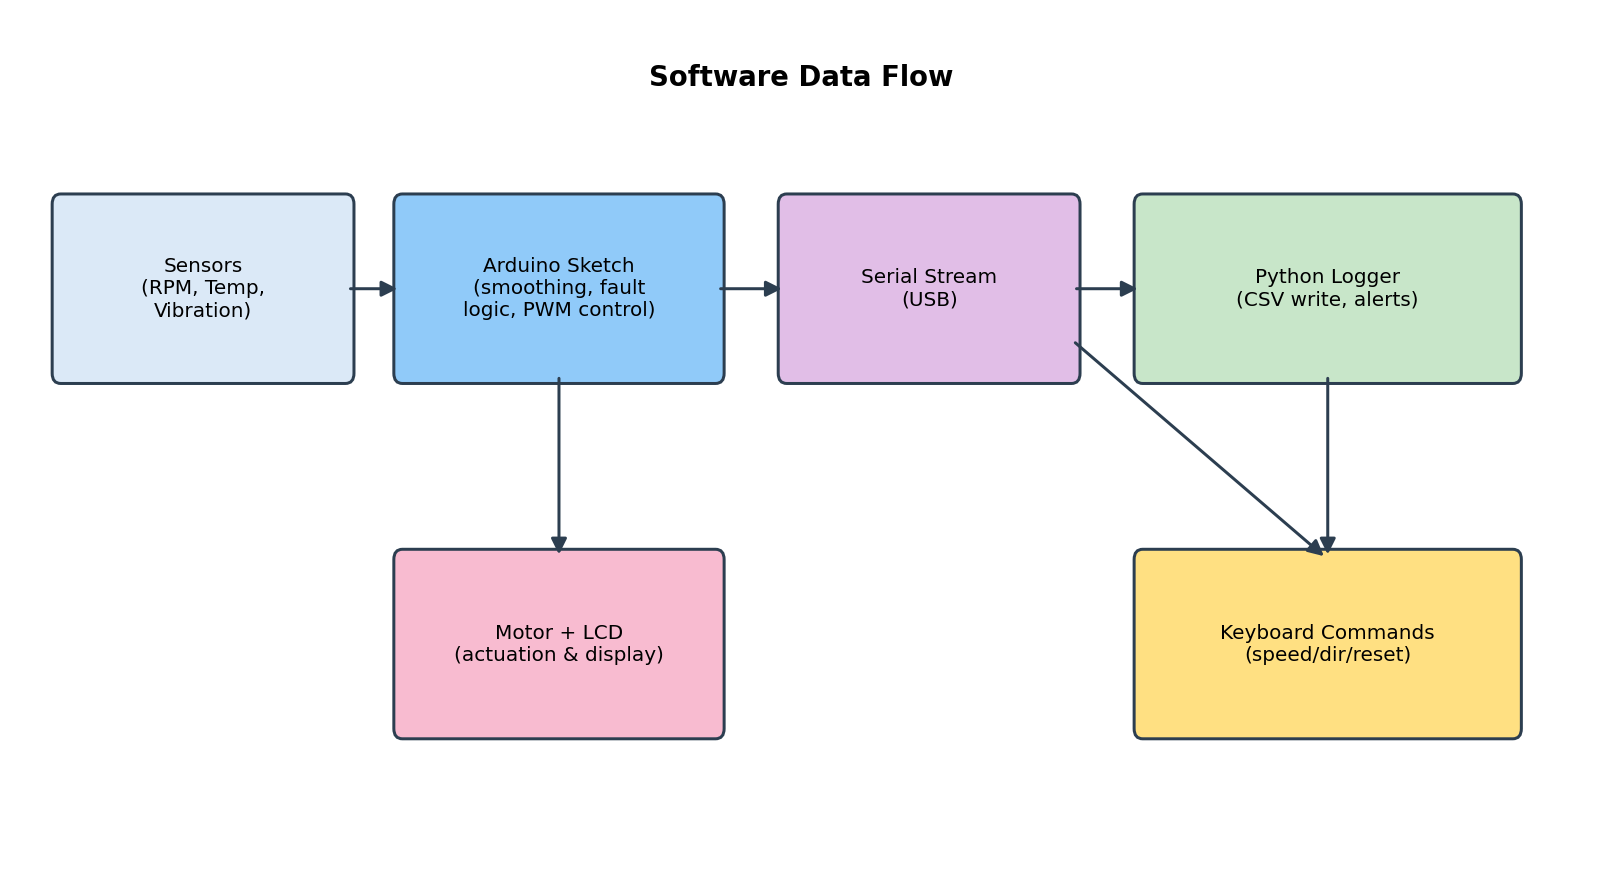 Software Data Flow
Sensors
(RPM, Temp,
Vibration)
Arduino Sketch
(smoothing, fault
logic, PWM control)
Serial Stream
(USB)
Python Logger
(CSV write, alerts)
Motor + LCD
(actuation & display)
Keyboard Commands
(speed/dir/reset)